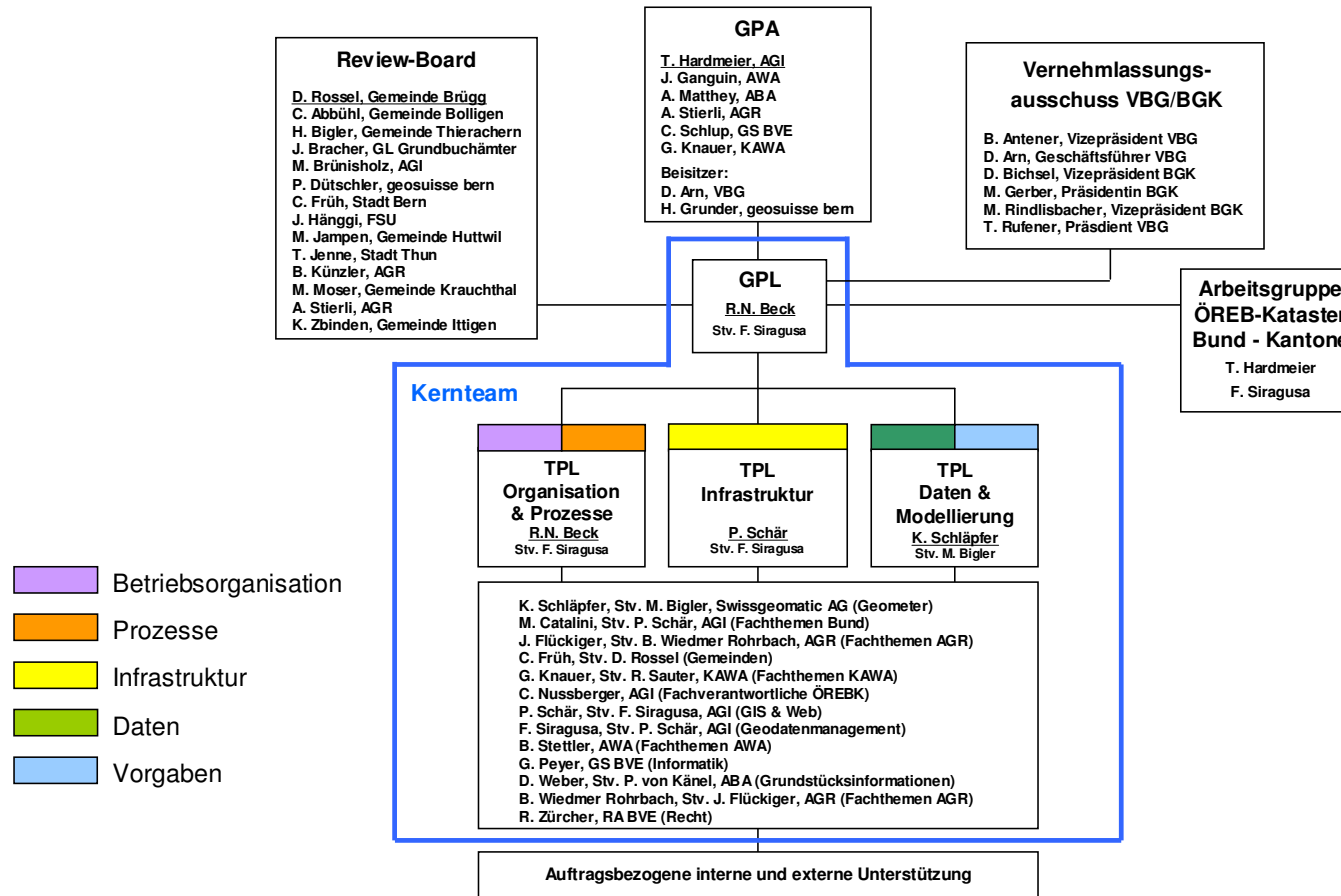 Review-Board
D. Rossel, Gemeinde Brügg
C. Abbühl, Gemeinde Bolligen
H. Bigler, Gemeinde Thierachern
J. Bracher, GL Grundbuchämter
M. Brünisholz, AGI
P. Dütschler, geosuisse bern
C. Früh, Stadt Bern
J. Hänggi, FSU
M. Jampen, Gemeinde Huttwil
T. Jenne, Stadt Thun
B. Künzler, AGR
M. Moser, Gemeinde Krauchthal
A. Stierli, AGR
K. Zbinden, Gemeinde Ittigen
GPA
T. Hardmeier, AGI
J. Ganguin, AWA
A. Matthey, ABA
A. Stierli, AGR
C. Schlup, GS BVE
G. Knauer, KAWA
Beisitzer:
D. Arn, VBG
H. Grunder, geosuisse bern
Vernehmlassungs-
ausschuss VBG/BGK
B. Antener, Vizepräsident VBG
D. Arn, Geschäftsführer VBG
D. Bichsel, Vizepräsident BGK
M. Gerber, Präsidentin BGK
M. Rindlisbacher, Vizepräsident BGK
T. Rufener, Präsdient VBG
GPL
R.N. Beck
Stv. F. Siragusa
Arbeitsgruppe
ÖREB-Kataster
Bund - Kantone
T. Hardmeier
F. Siragusa
Kernteam
TPL
Organisation
& Prozesse
R.N. Beck
Stv. F. Siragusa
TPL
Infrastruktur
P. Schär
Stv. F. Siragusa
TPL
Daten &
Modellierung
K. Schläpfer
Stv. M. Bigler
Betriebsorganisation
Prozesse
Infrastruktur
Daten
Vorgaben
K. Schläpfer, Stv. M. Bigler, Swissgeomatic AG (Geometer)
M. Catalini, Stv. P. Schär, AGI (Fachthemen Bund)
J. Flückiger, Stv. B. Wiedmer Rohrbach, AGR (Fachthemen AGR)
C. Früh, Stv. D. Rossel (Gemeinden)
G. Knauer, Stv. R. Sauter, KAWA (Fachthemen KAWA)
C. Nussberger, AGI (Fachverantwortliche ÖREBK)
P. Schär, Stv. F. Siragusa, AGI (GIS & Web)
F. Siragusa, Stv. P. Schär, AGI (Geodatenmanagement)
B. Stettler, AWA (Fachthemen AWA)
G. Peyer, GS BVE (Informatik)
D. Weber, Stv. P. von Känel, ABA (Grundstücksinformationen)
B. Wiedmer Rohrbach, Stv. J. Flückiger, AGR (Fachthemen AGR)
R. Zürcher, RA BVE (Recht)
Auftragsbezogene interne und externe Unterstützung